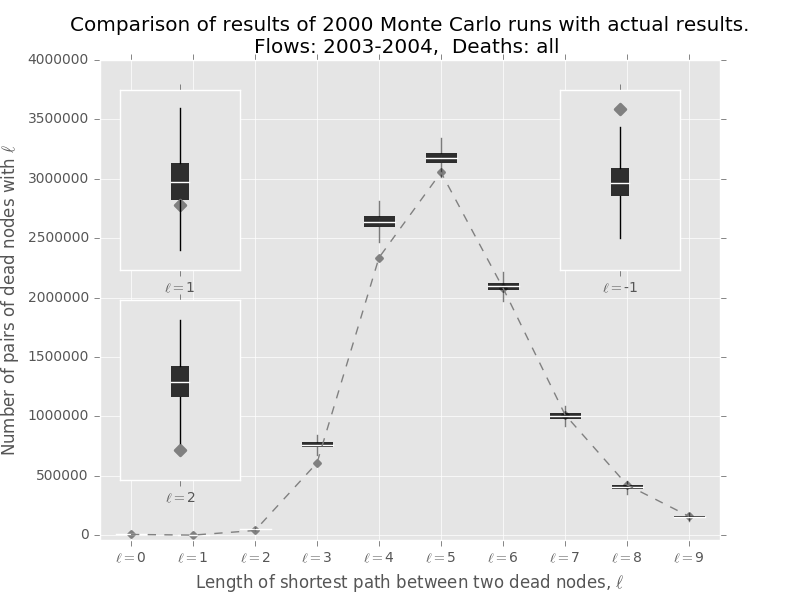 Comparison of results of 2000 Monte Carlo runs with actual results.
Flows: 2003-2004,  Deaths: all
Number of pairs of dead nodes with ℓ
4000000
3500000
3000000
2500000
2000000
1500000
1000000
500000
0
ℓ=1
ℓ=2
ℓ=-1
ℓ=0 ℓ=1 ℓ=2 ℓ=3 ℓ=4 ℓ=5 ℓ=6 ℓ=7 ℓ=8 ℓ=9
Length of shortest path between two dead nodes, ℓ